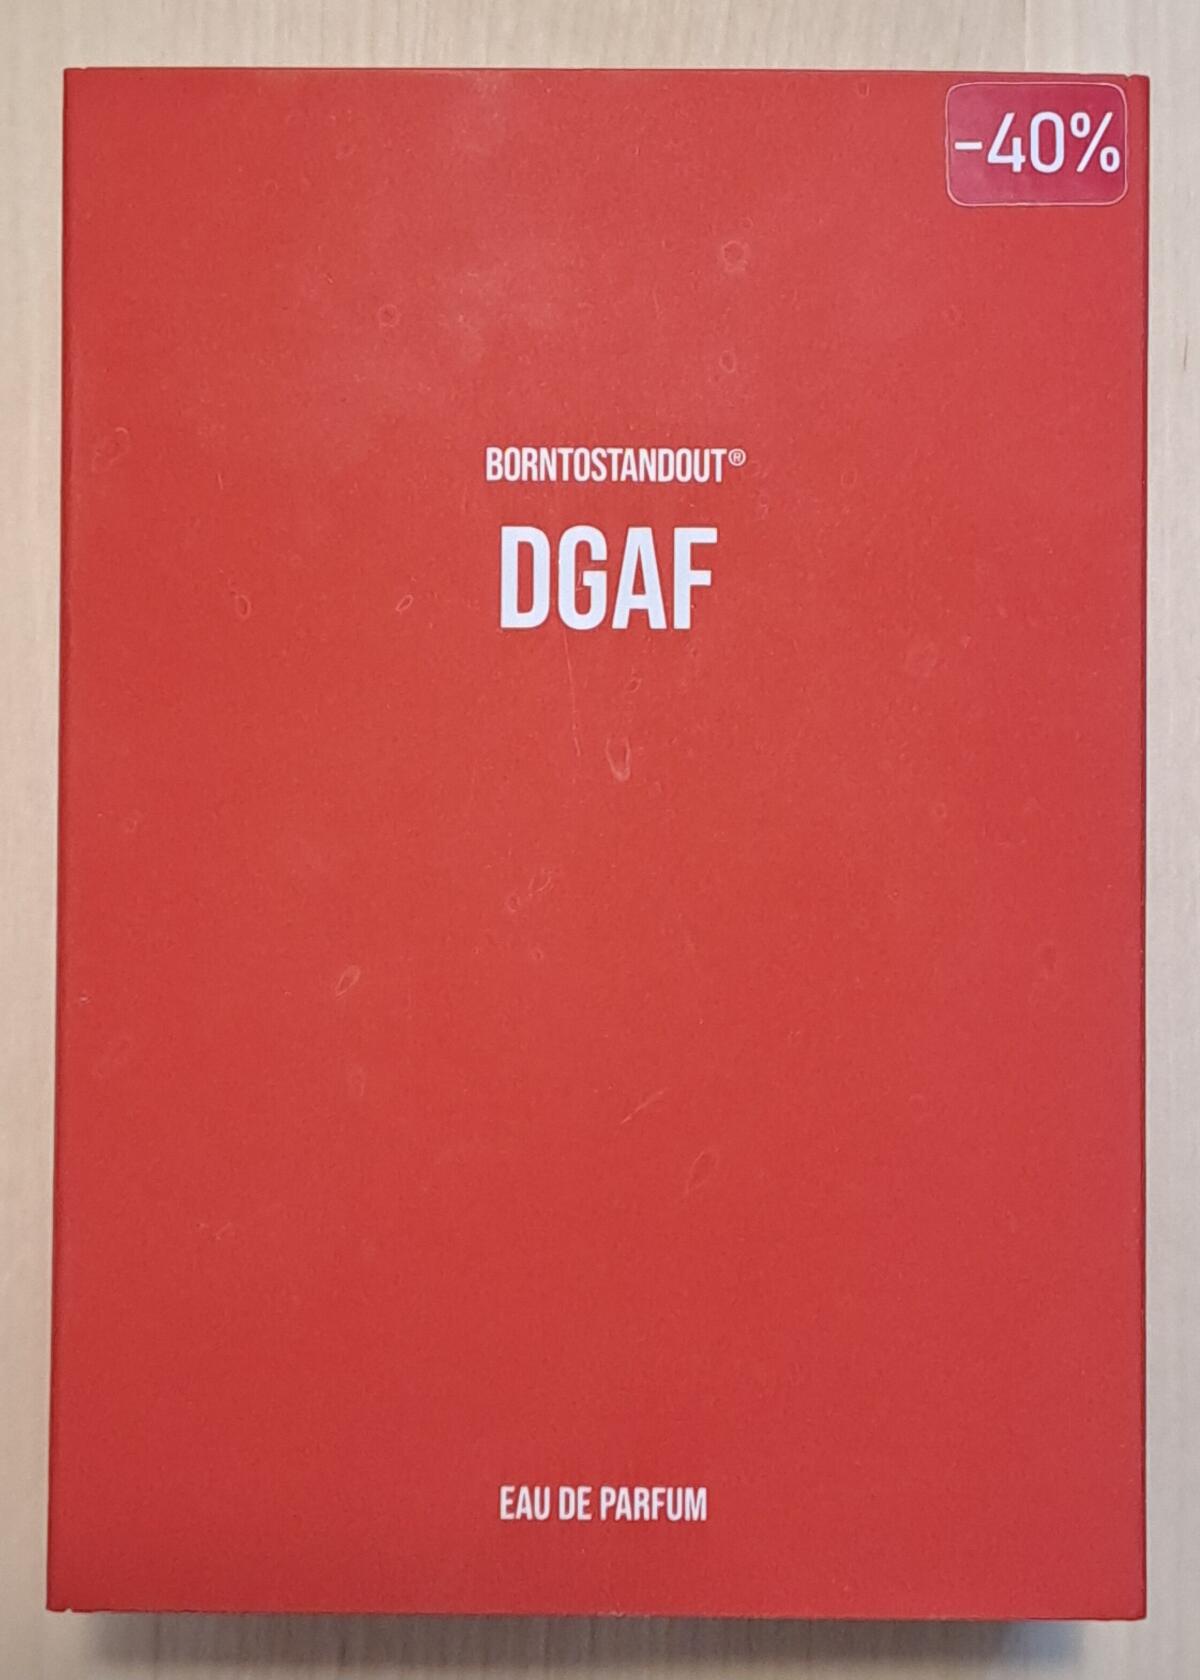 -40%
BORNTOSTANDOUT®
DGAF
EAU DE PARFUM